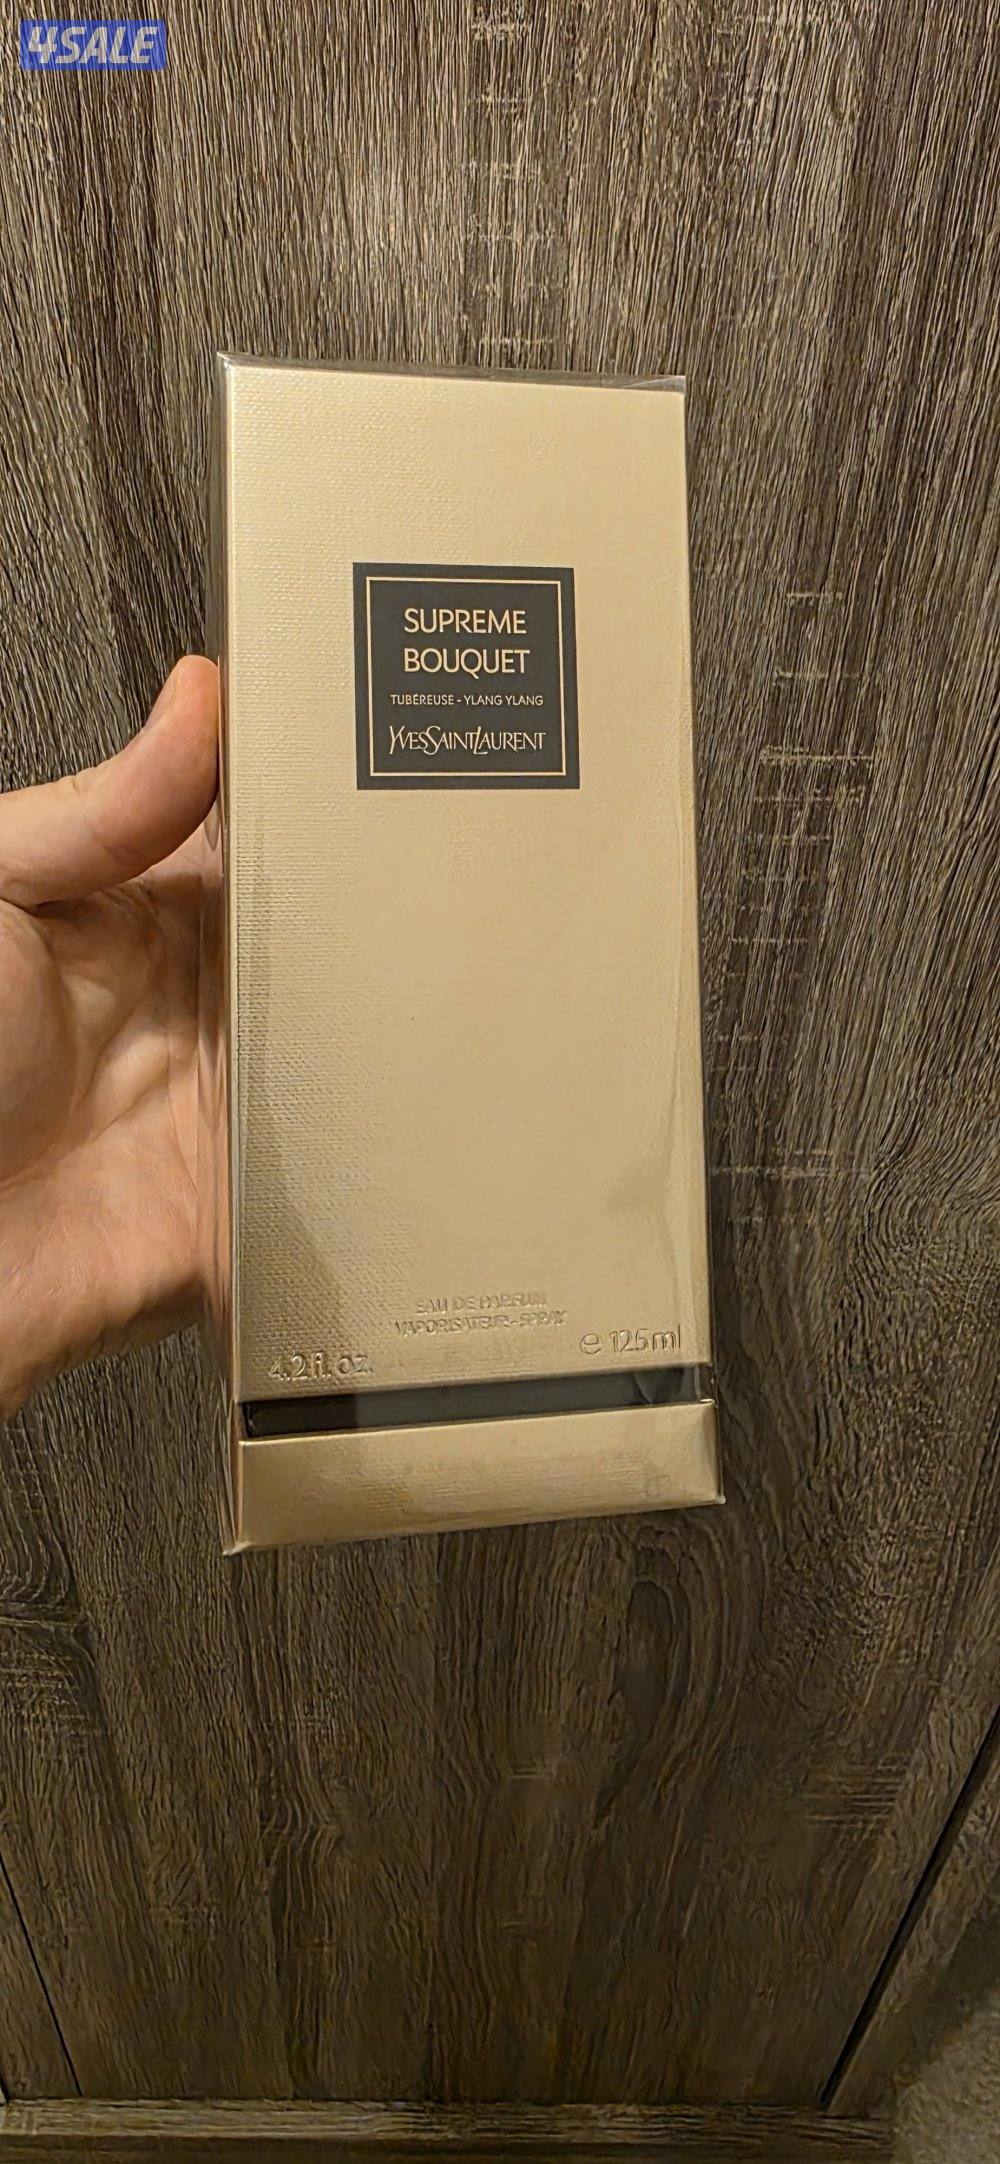 4SALE
SUPREME
BOUQUET
TUBÉREUSE - YLANG YLANG
YVESSAINTLAURENT
EAU DE PARFUM
VAPORISATEUR - SPRAY
4.2 fl. oz. e 125 ml